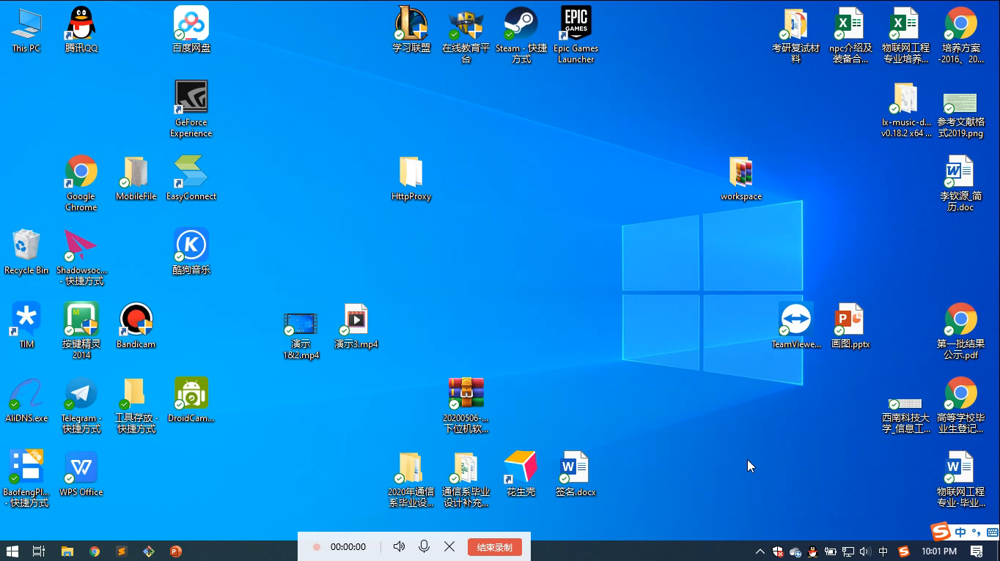 This PC
腾讯QQ
百度网盘
学习联盟
在线教育平
台
Steam - 快捷
方式
EPIC
GAMES
Epic Games
Launcher
考研复试材
料
npc介绍及
装备合...
物联网工程
专业培养...
培养方案
-2016、20...
GeForce
Experience
lx-music-d...
v0.18.2 x64 ...
参考文献格
式2019.png
Google
Chrome
MobileFile
EasyConnect
HttpProxy
workspace
李钦源_简
历.doc
Recycle Bin
Shadowsoc...
- 快捷方式
酷狗音乐
TIM
按键精灵
2014
Bandicam
演示
1&2.mp4
演示3.mp4
TeamViewe...
画图.pptx
第一批结果
公示.pdf
AliDNS.exe
Telegram -
快捷方式
工具存放 -
快捷方式
DroidCam...
20200506-...
下位机软...
西南科技大
学_信息工...
高等学校毕
业生登记...
BaofengPl...
- 快捷方式
WPS Office
2020年通信
系毕业设...
通信系毕业
设计补充...
花生壳
签名.docx
物联网工程
专业-毕业...
中
00:00:00
结束录制
中
10:01 PM